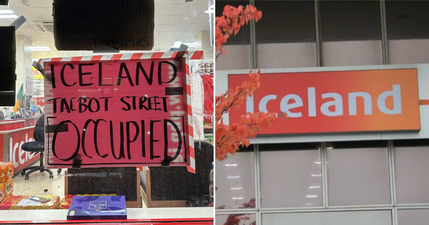 ICELAND
TALBOT STREET
OCCUPIED
Iceland